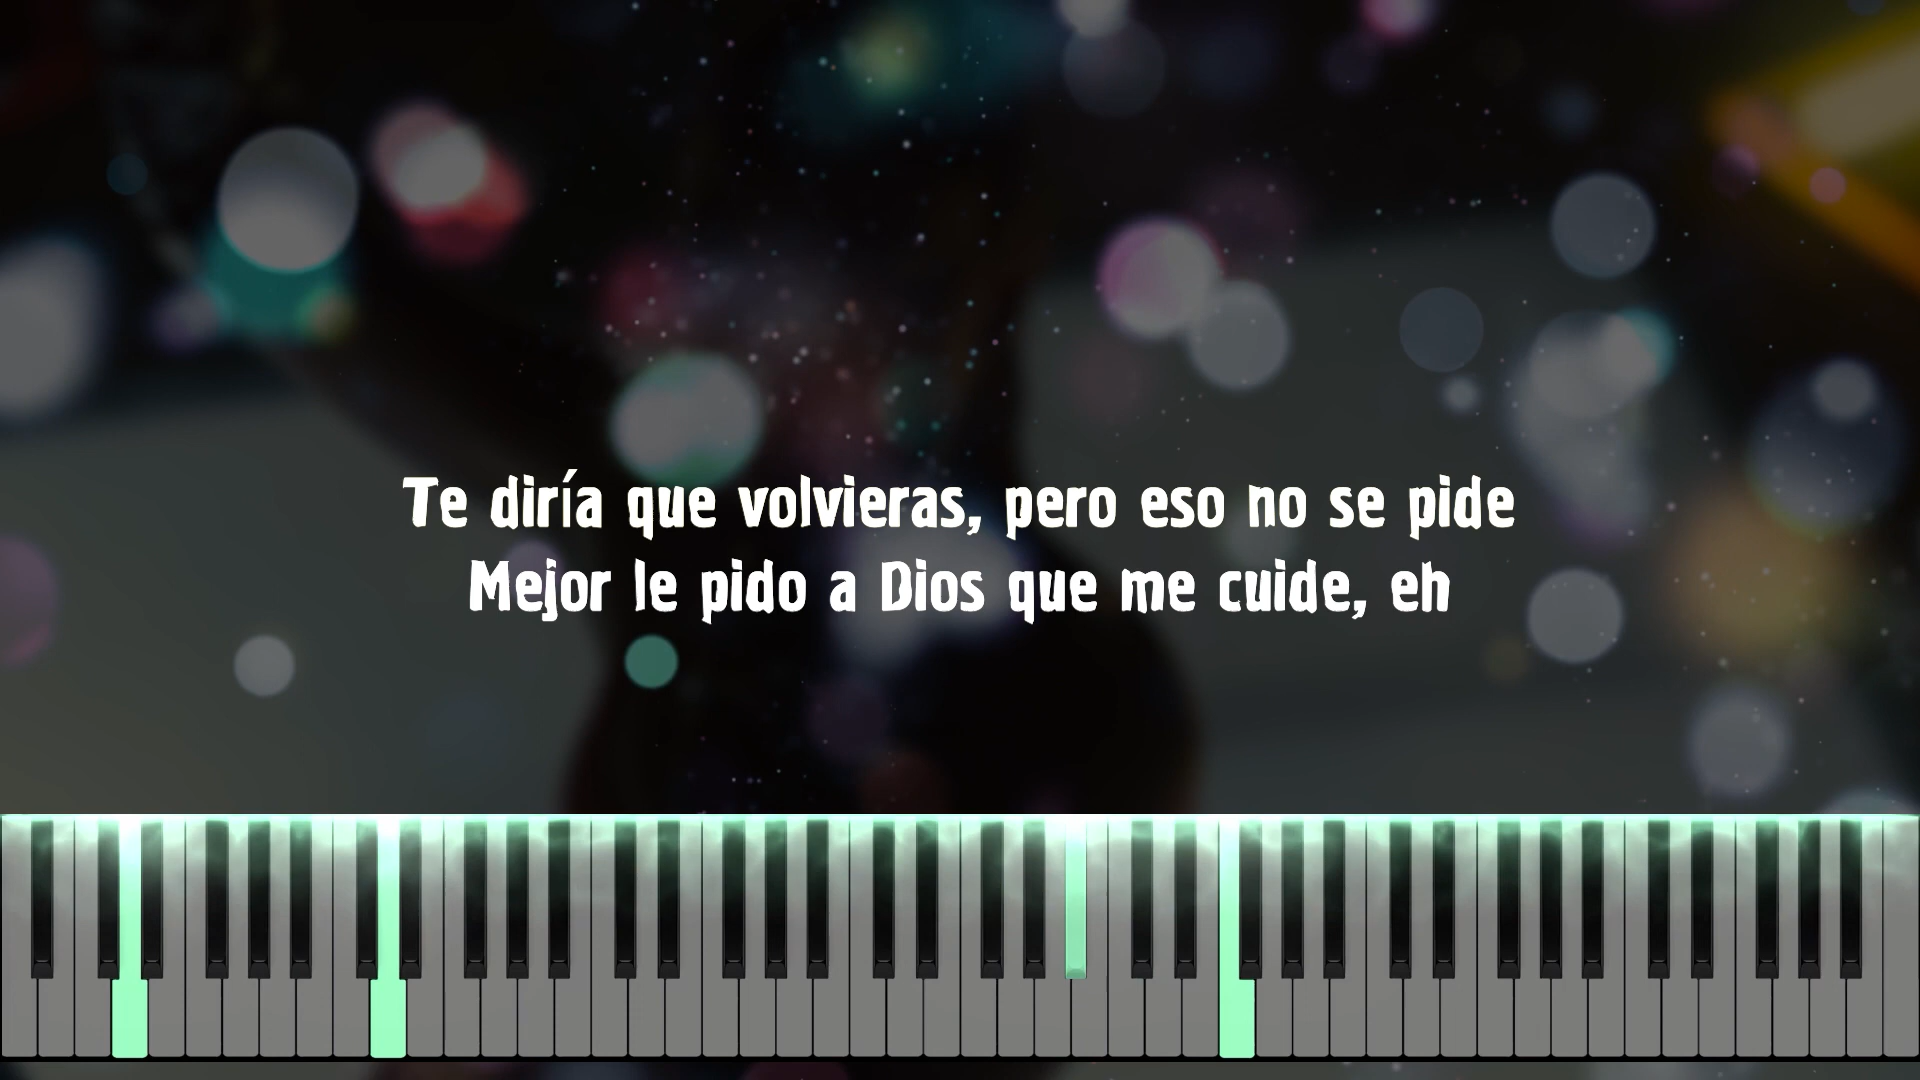 Te diría que volvieras, pero eso no se pide
Mejor le pido a Dios que me cuide, eh